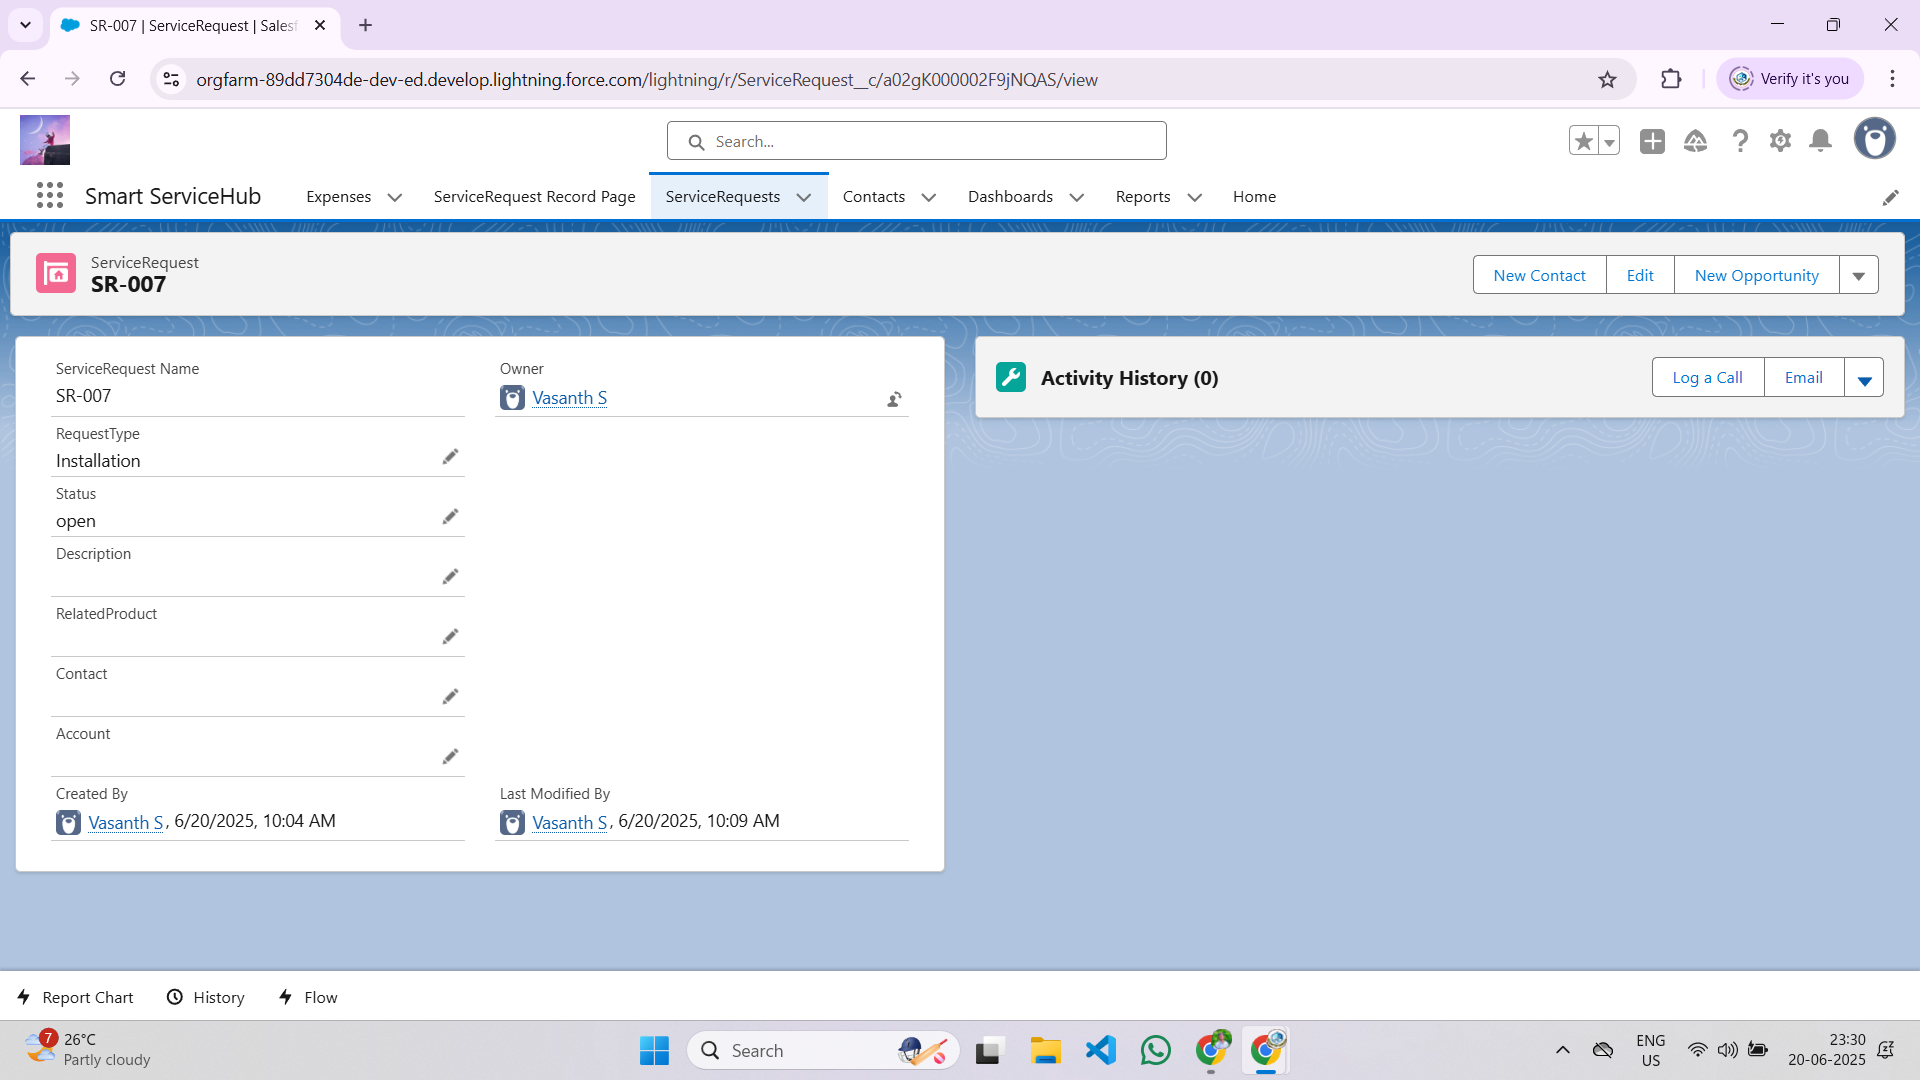 SR-007 | ServiceRequest | Salesf
orgfarm-89dd7304de-dev-ed.develop.lightning.force.com/lightning/r/ServiceRequest__c/a02gK000002F9jNQAS/view
Verify it's you
Search...
Smart ServiceHub
Expenses
ServiceRequest Record Page
ServiceRequests
Contacts
Dashboards
Reports
Home
ServiceRequest
SR-007
New Contact
Edit
New Opportunity
ServiceRequest Name
SR-007
Owner
Vasanth S
RequestType
Installation
Status
open
Description
RelatedProduct
Contact
Account
Created By
Vasanth S, 6/20/2025, 10:04 AM
Last Modified By
Vasanth S, 6/20/2025, 10:09 AM
Activity History (0)
Log a Call
Email
Report Chart
History
Flow
7
26°C
Partly cloudy
Search
ENG
US
23:30
20-06-2025